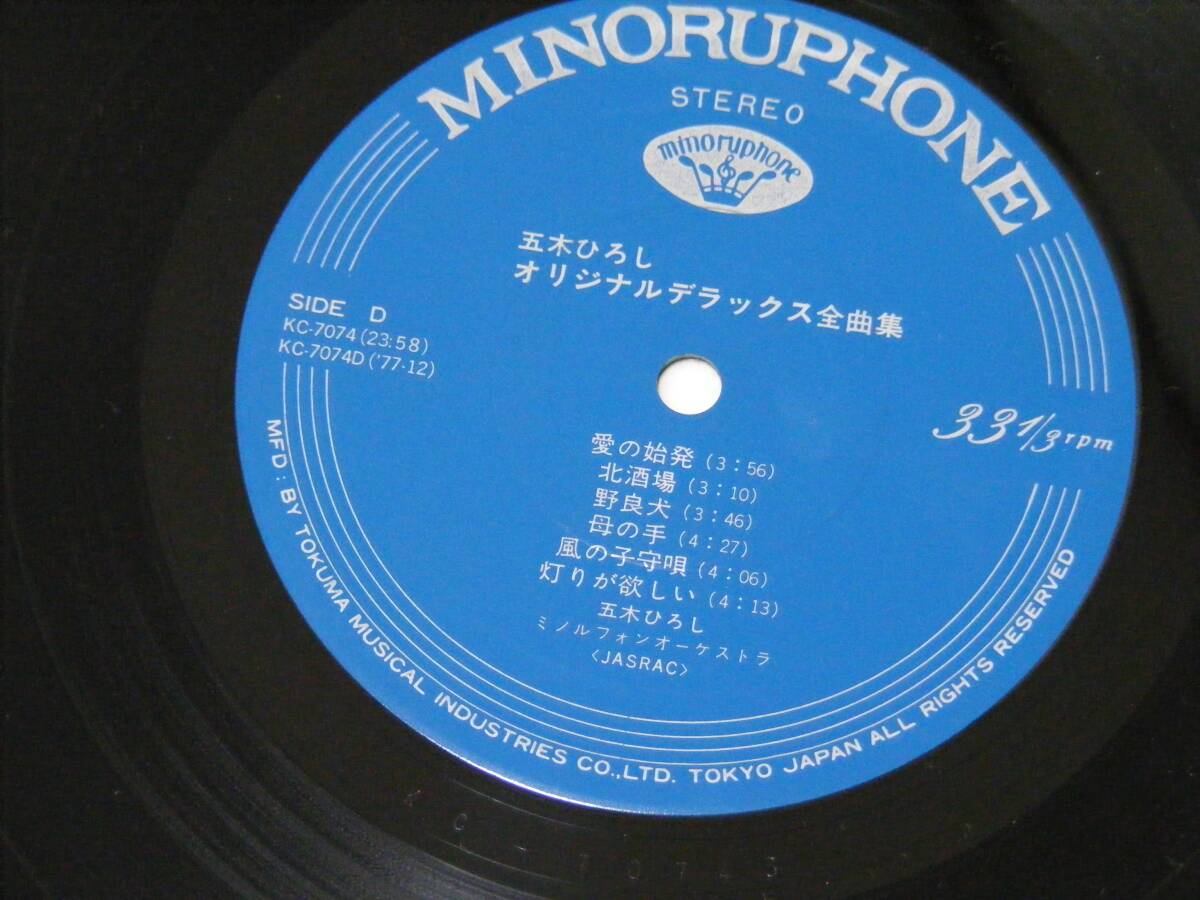 MINORUPHONE
STEREO
minoruphone
五木ひろし
オリジナルデラックス全曲集
SIDE D
KC-7074 (23:58)
KC-7074D ('77·12)
33 1/3 rpm
愛の始発 (3:56)
北酒場 (3:10)
野良犬 (3:46)
母の手 (4:27)
風の子守唄 (4:06)
灯りが欲しい (4:13)
五木ひろし
ミノルフォンオーケストラ
〈JASRAC〉
MFD: BY TOKUMA MUSICAL INDUSTRIES CO.,LTD. TOKYO JAPAN ALL RIGHTS RESERVED